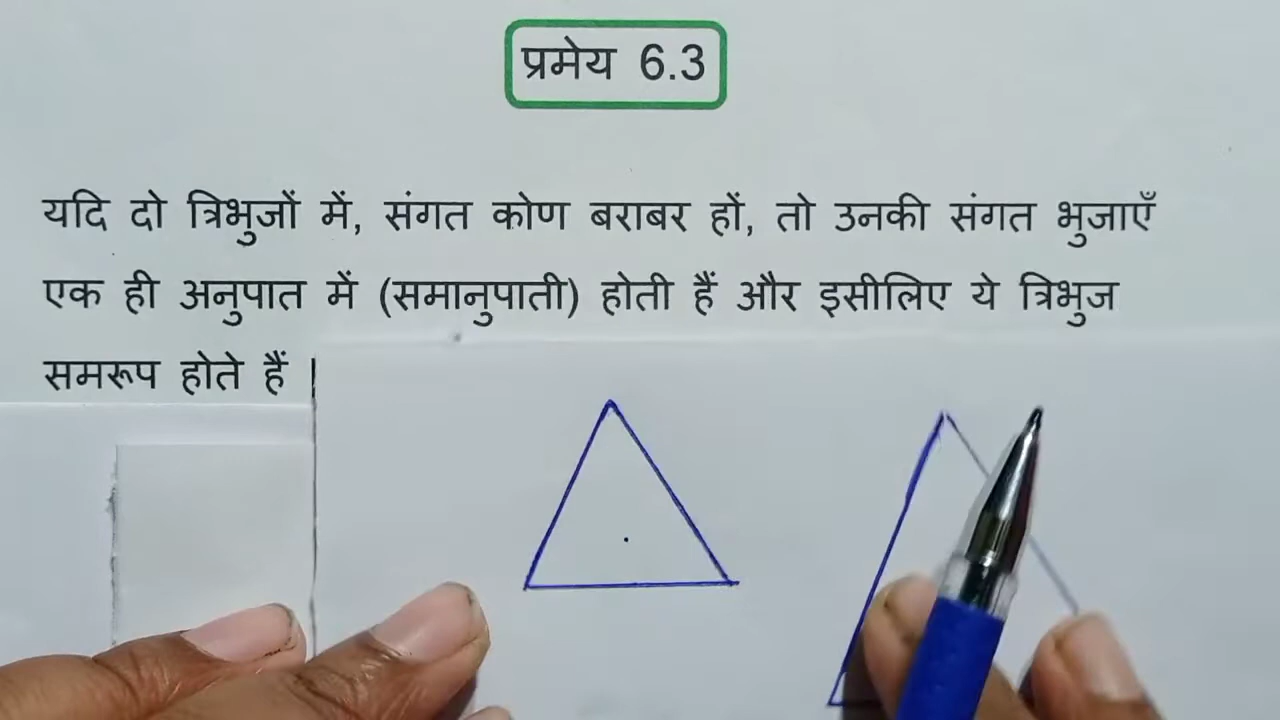 प्रमेय 6.3
यदि दो त्रिभुजों में, संगत कोण बराबर हों, तो उनकी संगत भुजाएँ
एक ही अनुपात में (समानुपाती) होती हैं और इसीलिए ये त्रिभुज
समरूप होते हैं |